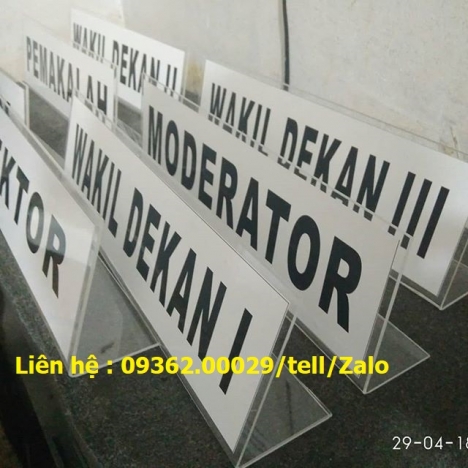 WAKIL DEKAN II
PEMAKALAH
WAKIL DEKAN III
MODERATOR
WAKIL DEKAN I
KTOR
Liên hệ : 09362.00029/tell/Zalo
29-04-18